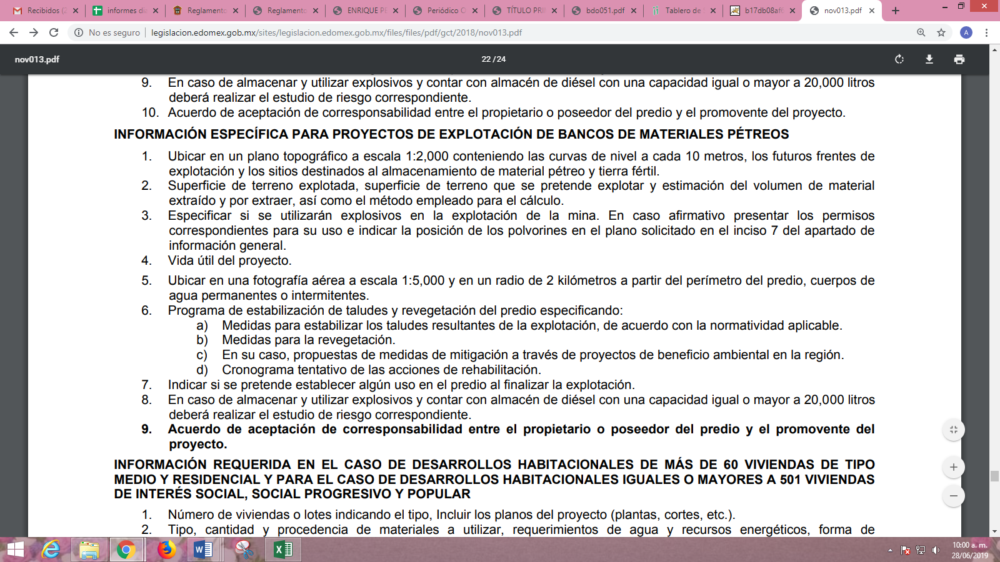 Recibidos (2
informes di
Reglamento
Reglamento
ENRIQUE PE
Periódico O
TÍTULO PRI
bdo051.pdf
Tablero de
b17db08af6
nov013.pdf
No es seguro
legislacion.edomex.gob.mx/sites/legislacion.edomex.gob.mx/files/files/pdf/gct/2018/nov013.pdf
A
nov013.pdf
22 / 24
9. En caso de almacenar y utilizar explosivos y contar con almacén de diésel con una capacidad igual o mayor a 20,000 litros
deberá realizar el estudio de riesgo correspondiente.
10. Acuerdo de aceptación de corresponsabilidad entre el propietario o poseedor del predio y el promovente del proyecto.
INFORMACIÓN ESPECÍFICA PARA PROYECTOS DE EXPLOTACIÓN DE BANCOS DE MATERIALES PÉTREOS
1. Ubicar en un plano topográfico a escala 1:2,000 conteniendo las curvas de nivel a cada 10 metros, los futuros frentes de
explotación y los sitios destinados al almacenamiento de material pétreo y tierra fértil.
2. Superficie de terreno explotada, superficie de terreno que se pretende explotar y estimación del volumen de material
extraído y por extraer, así como el método empleado para el cálculo.
3. Especificar si se utilizarán explosivos en la explotación de la mina. En caso afirmativo presentar los permisos
correspondientes para su uso e indicar la posición de los polvorines en el plano solicitado en el inciso 7 del apartado de
información general.
4. Vida útil del proyecto.
5. Ubicar en una fotografía aérea a escala 1:5,000 y en un radio de 2 kilómetros a partir del perímetro del predio, cuerpos de
agua permanentes o intermitentes.
6. Programa de estabilización de taludes y revegetación del predio especificando:
a) Medidas para estabilizar los taludes resultantes de la explotación, de acuerdo con la normatividad aplicable.
b) Medidas para la revegetación.
c) En su caso, propuestas de medidas de mitigación a través de proyectos de beneficio ambiental en la región.
d) Cronograma tentativo de las acciones de rehabilitación.
7. Indicar si se pretende establecer algún uso en el predio al finalizar la explotación.
8. En caso de almacenar y utilizar explosivos y contar con almacén de diésel con una capacidad igual o mayor a 20,000 litros
deberá realizar el estudio de riesgo correspondiente.
9. Acuerdo de aceptación de corresponsabilidad entre el propietario o poseedor del predio y el promovente del
proyecto.
INFORMACIÓN REQUERIDA EN EL CASO DE DESARROLLOS HABITACIONALES DE MÁS DE 60 VIVIENDAS DE TIPO
MEDIO Y RESIDENCIAL Y PARA EL CASO DE DESARROLLOS HABITACIONALES IGUALES O MAYORES A 501 VIVIENDAS
DE INTERÉS SOCIAL, SOCIAL PROGRESIVO Y POPULAR
1. Número de viviendas o lotes indicando el tipo, Incluir los planos del proyecto (plantas, cortes, etc.).
2. Tipo, cantidad y procedencia de materiales a utilizar, requerimientos de agua y recursos energéticos, forma de
10:00 a. m.
28/06/2019